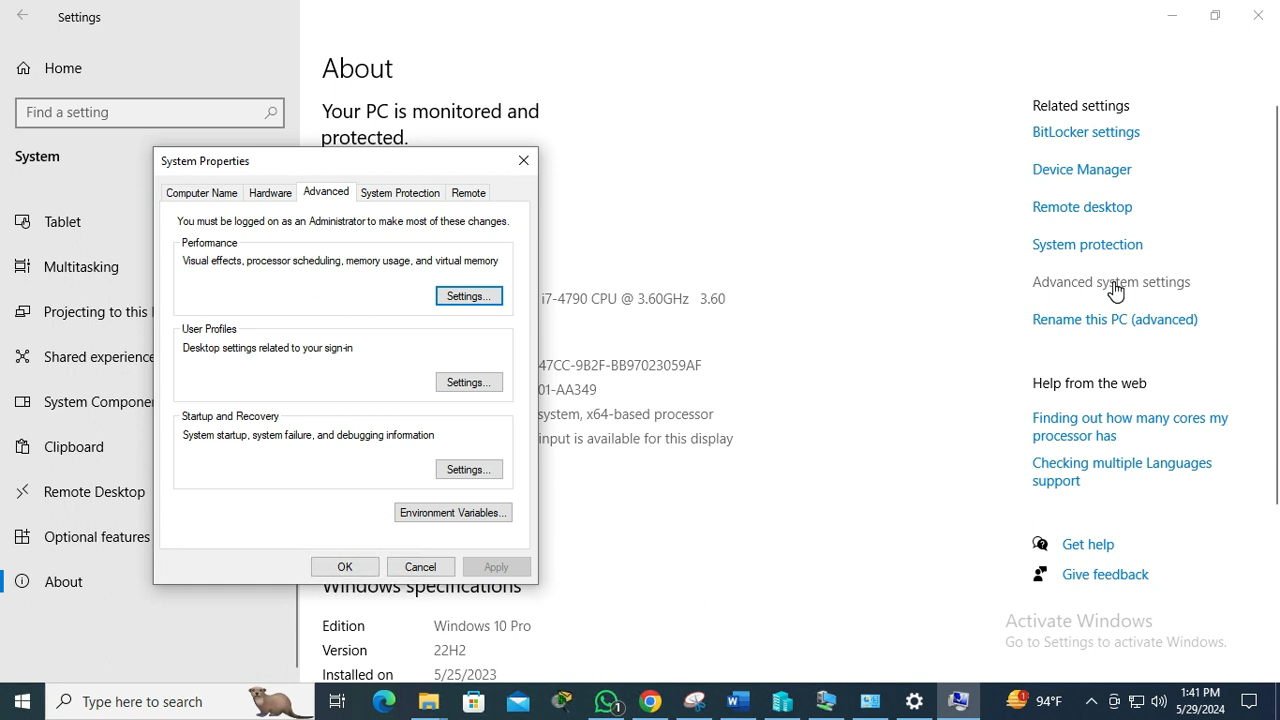 Settings
Home
Find a setting
System
Tablet
Multitasking
Projecting to this
Shared experience
System Componen
Clipboard
Remote Desktop
Optional features
About
About
Your PC is monitored and
protected.
System Properties
Computer Name Hardware Advanced System Protection Remote
You must be logged on as an Administrator to make most of these changes.
Performance
Visual effects, processor scheduling, memory usage, and virtual memory
Settings...
User Profiles
Desktop settings related to your sign-in
Settings...
Startup and Recovery
System startup, system failure, and debugging information
Settings...
Environment Variables...
OK Cancel Apply
i7-4790 CPU @ 3.60GHz 3.60
47CC-9B2F-BB97023059AF
01-AA349
system, x64-based processor
input is available for this display
Windows specifications
Edition Windows 10 Pro
Version 22H2
Installed on 5/25/2023
Related settings
BitLocker settings
Device Manager
Remote desktop
System protection
Advanced system settings
Rename this PC (advanced)
Help from the web
Finding out how many cores my
processor has
Checking multiple Languages
support
Get help
Give feedback
Activate Windows
Go to Settings to activate Windows.
Type here to search
1
94°F
1:41 PM
5/29/2024